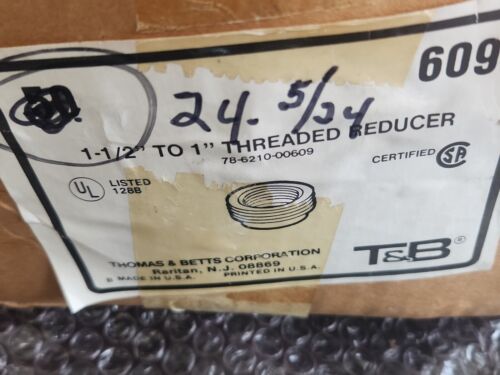 609
24 - 5/24
1-1/2" TO 1" THREADED REDUCER
78-6210-00609
CERTIFIED SA
UL LISTED
128B
THOMAS & BETTS CORPORATION
Raritan, N.J. 08869
MADE IN U.S.A. PRINTED IN U.S.A.
T&B®